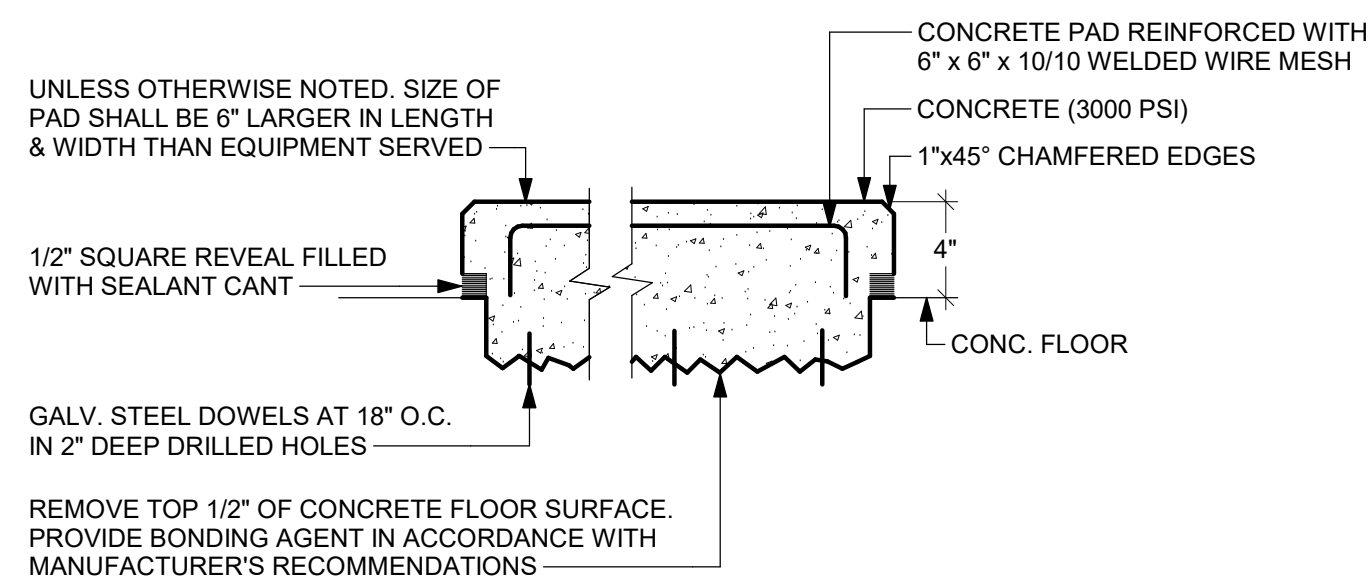 CONCRETE PAD REINFORCED WITH
6" x 6" x 10/10 WELDED WIRE MESH
UNLESS OTHERWISE NOTED. SIZE OF
PAD SHALL BE 6" LARGER IN LENGTH
& WIDTH THAN EQUIPMENT SERVED
CONCRETE (3000 PSI)
1"x45° CHAMFERED EDGES
4"
1/2" SQUARE REVEAL FILLED
WITH SEALANT CANT
CONC. FLOOR
GALV. STEEL DOWELS AT 18" O.C.
IN 2" DEEP DRILLED HOLES
REMOVE TOP 1/2" OF CONCRETE FLOOR SURFACE.
PROVIDE BONDING AGENT IN ACCORDANCE WITH
MANUFACTURER'S RECOMMENDATIONS